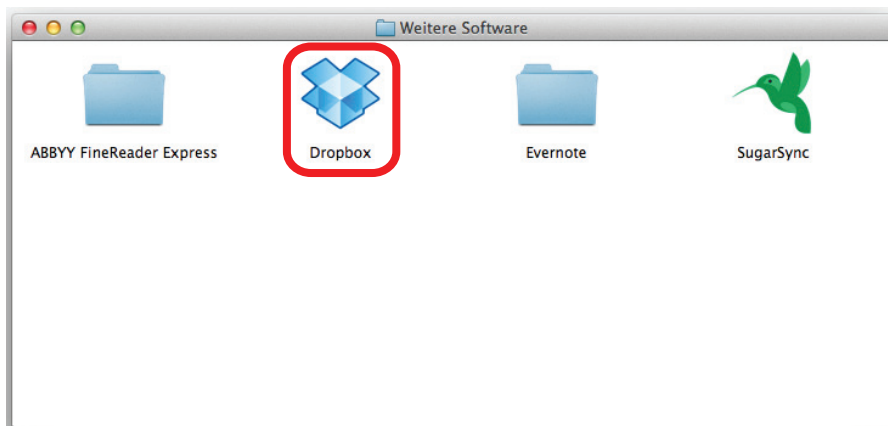 Weitere Software
ABBYY FineReader Express
Dropbox
Evernote
SugarSync